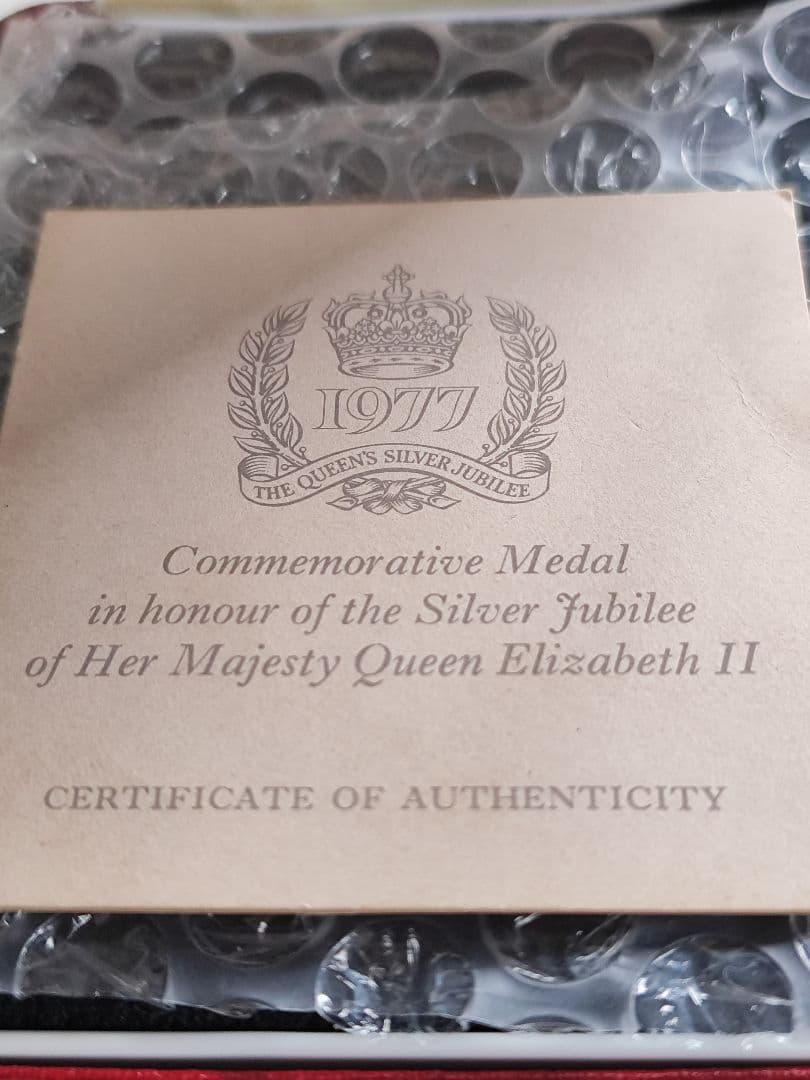 1977
THE QUEEN'S SILVER JUBILEE
Commemorative Medal
in honour of the Silver Jubilee
of Her Majesty Queen Elizabeth II
CERTIFICATE OF AUTHENTICITY